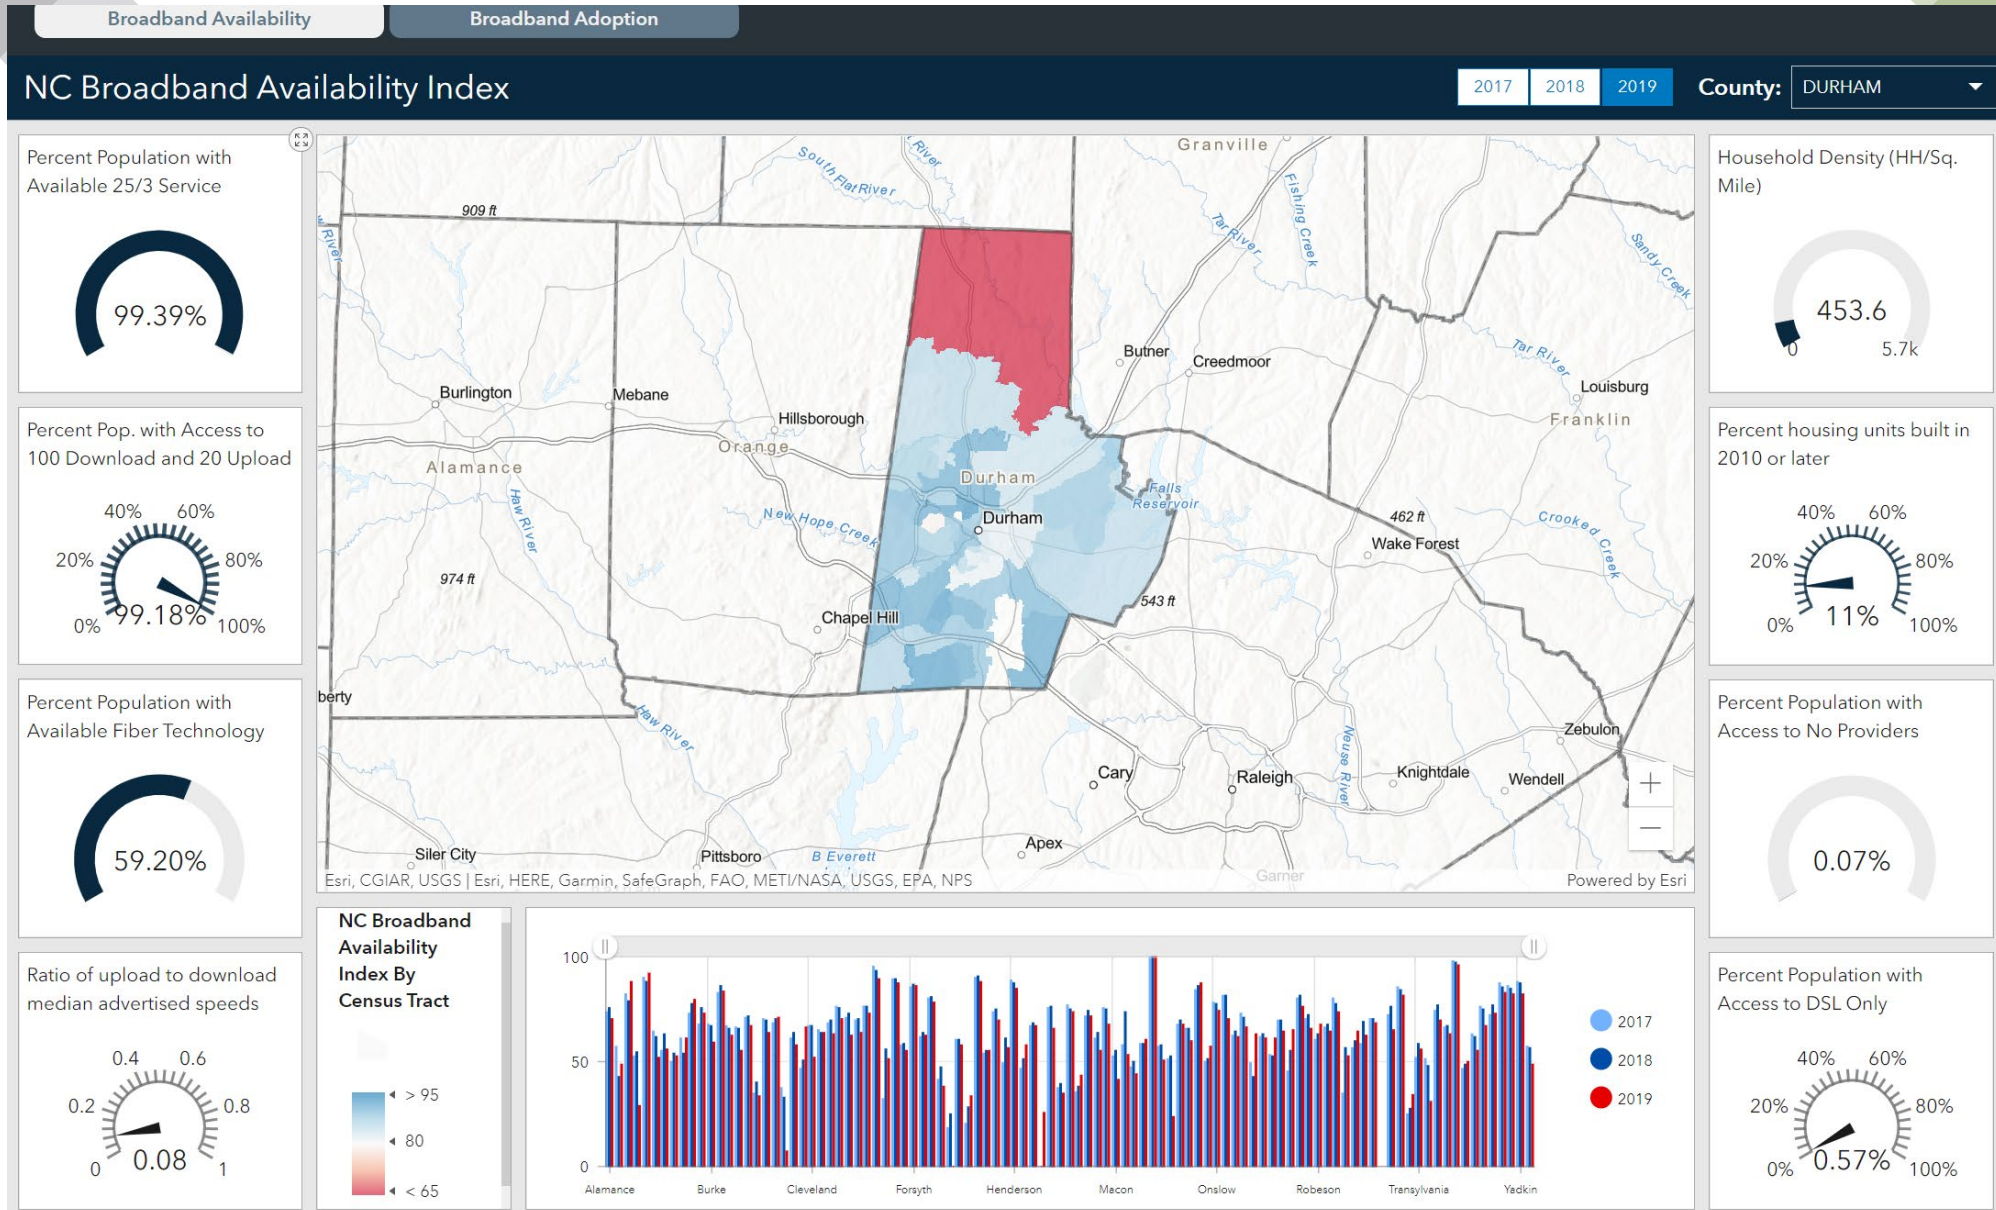 Broadband Availability
Broadband Adoption
NC Broadband Availability Index
2017
2018
2019
County:
DURHAM
Percent Population with
Available 25/3 Service
99.39%
Percent Pop. with Access to
100 Download and 20 Upload
0%
20%
40%
60%
80%
100%
99.18%
Percent Population with
Available Fiber Technology
59.20%
Ratio of upload to download
median advertised speeds
0
0.2
0.4
0.6
0.8
1
0.08
Granville
South Flat River
River
Fishing Creek
Tar River
Sandy Creek
River
909 ft
Butner
Creedmoor
Tar River
Louisburg
Franklin
Burlington
Mebane
Hillsborough
Orange
Alamance
Durham
Falls
Reservoir
Haw River
New Hope Creek
Durham
462 ft
Crooked Creek
Wake Forest
974 ft
543 ft
Chapel Hill
berty
Haw River
Zebulon
Neuse River
Cary
Raleigh
Knightdale
Wendell
Apex
Siler City
Pittsboro
B Everett
Garner
+
−
Esri, CGIAR, USGS | Esri, HERE, Garmin, SafeGraph, FAO, METI/NASA, USGS, EPA, NPS
Powered by Esri
NC Broadband
Availability
Index By
Census Tract
> 95
80
< 65
100
50
0
Alamance
Burke
Cleveland
Forsyth
Henderson
Macon
Onslow
Robeson
Transylvania
Yadkin
2017
2018
2019
Household Density (HH/Sq.
Mile)
453.6
0
5.7k
Percent housing units built in
2010 or later
0%
20%
40%
60%
80%
100%
11%
Percent Population with
Access to No Providers
0.07%
Percent Population with
Access to DSL Only
0%
20%
40%
60%
80%
100%
0.57%